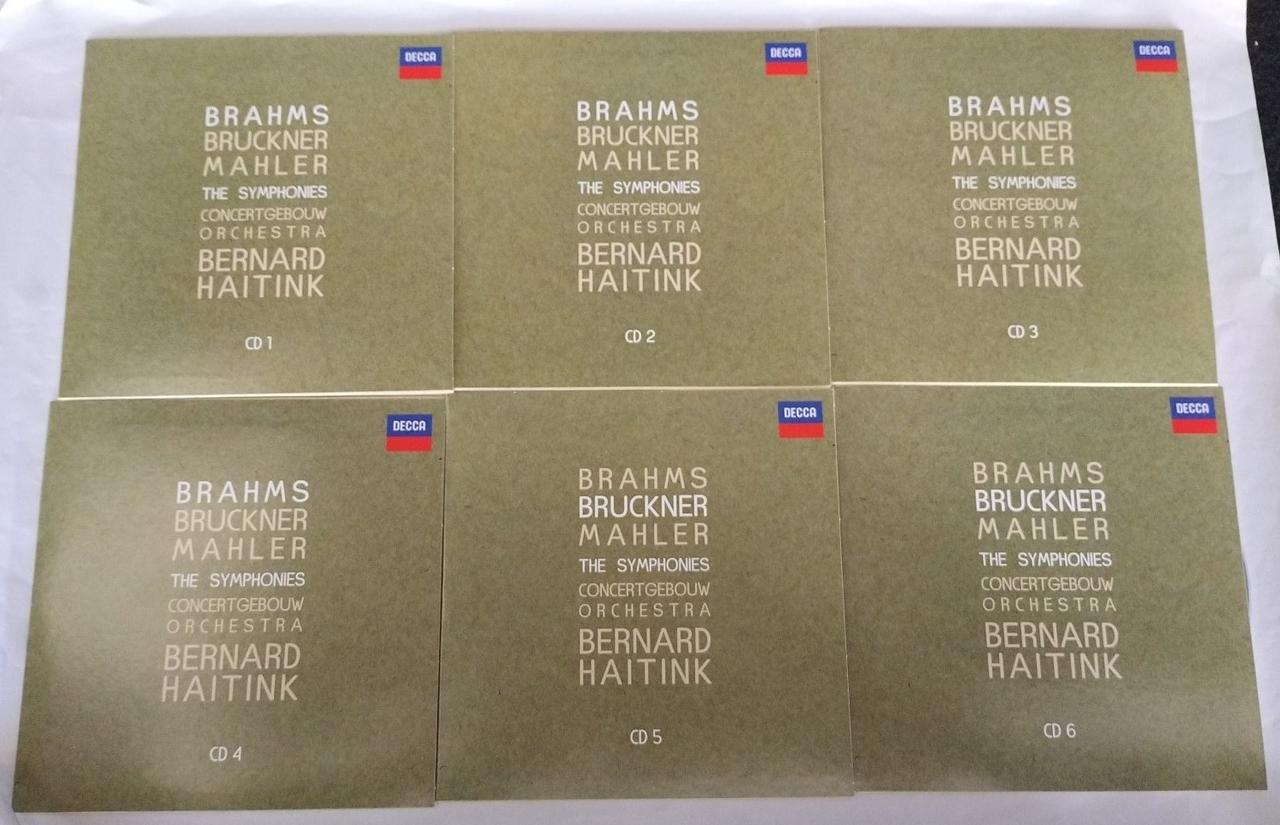 DECCA
BRAHMS
BRUCKNER
MAHLER
THE SYMPHONIES
CONCERTGEBOUW
ORCHESTRA
BERNARD
HAITINK
CD 1
DECCA
BRAHMS
BRUCKNER
MAHLER
THE SYMPHONIES
CONCERTGEBOUW
ORCHESTRA
BERNARD
HAITINK
CD 2
DECCA
BRAHMS
BRUCKNER
MAHLER
THE SYMPHONIES
CONCERTGEBOUW
ORCHESTRA
BERNARD
HAITINK
CD 3
DECCA
BRAHMS
BRUCKNER
MAHLER
THE SYMPHONIES
CONCERTGEBOUW
ORCHESTRA
BERNARD
HAITINK
CD 4
DECCA
BRAHMS
BRUCKNER
MAHLER
THE SYMPHONIES
CONCERTGEBOUW
ORCHESTRA
BERNARD
HAITINK
CD 5
DECCA
BRAHMS
BRUCKNER
MAHLER
THE SYMPHONIES
CONCERTGEBOUW
ORCHESTRA
BERNARD
HAITINK
CD 6